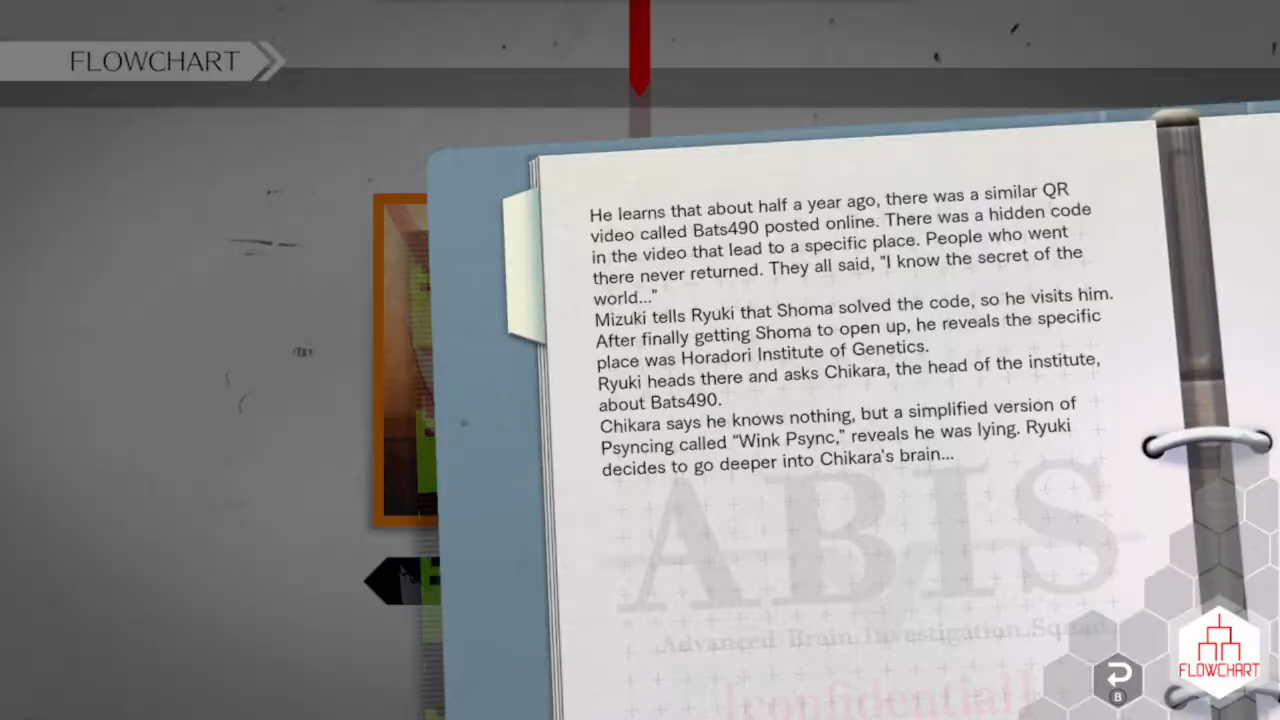 FLOWCHART
He learns that about half a year ago, there was a similar QR
video called Bats490 posted online. There was a hidden code
in the video that lead to a specific place. People who went
there never returned. They all said, "I know the secret of the
world..."
Mizuki tells Ryuki that Shoma solved the code, so he visits him.
After finally getting Shoma to open up, he reveals the specific
place was Horadori Institute of Genetics.
Ryuki heads there and asks Chikara, the head of the institute,
about Bats490.
Chikara says he knows nothing, but a simplified version of
Psyncing called “Wink Psync,” reveals he was lying. Ryuki
decides to go deeper into Chikara's brain...
ABIS
Advanced Brain Investigation Squad
[confidential]
FLOWCHART
B